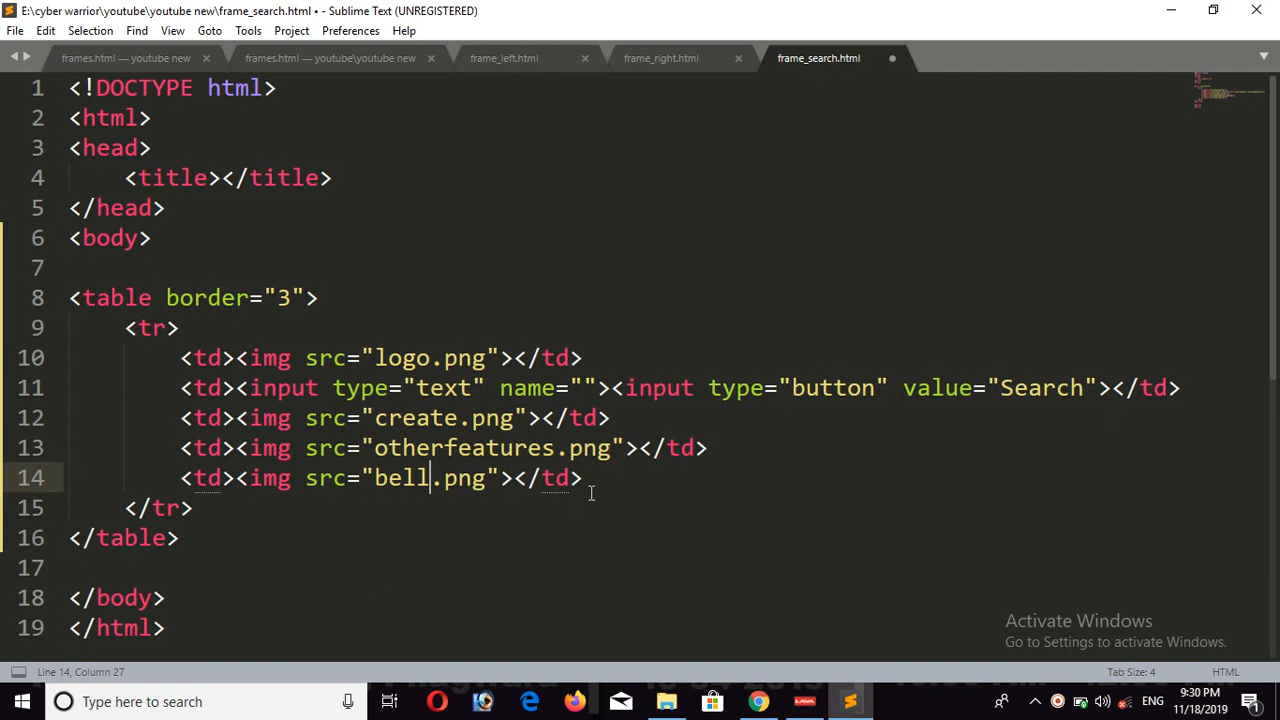 E:\cyber warrior\youtube\youtube new\frame_search.html • - Sublime Text (UNREGISTERED)
File Edit Selection Find View Goto Tools Project Preferences Help
frames.html — youtube new × frames.html — youtube\youtube new × frame_left.html × frame_right.html × frame_search.html
1 <!DOCTYPE html>
2 <html>
3 <head>
4 <title></title>
5 </head>
6 <body>
7
8 <table border="3">
9 <tr>
10 <td><img src="logo.png"></td>
11 <td><input type="text" name=""><input type="button" value="Search"></td>
12 <td><img src="create.png"></td>
13 <td><img src="otherfeatures.png"></td>
14 <td><img src="bell.png"></td>
15 </tr>
16 </table>
17
18 </body>
19 </html>
Activate Windows
Go to Settings to activate Windows.
Line 14, Column 27 Tab Size: 4 HTML
Type here to search LAVA ENG 9:30 PM
11/18/2019 1